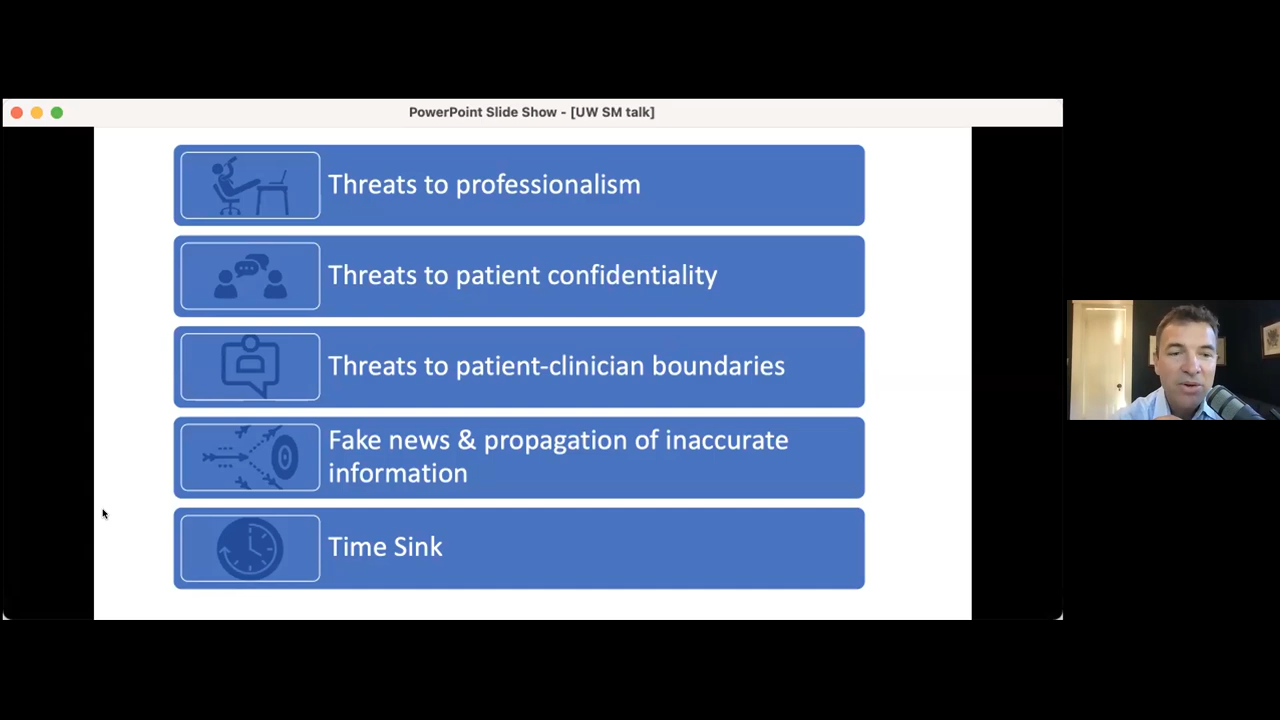 PowerPoint Slide Show - [UW SM talk]
Threats to professionalism
Threats to patient confidentiality
Threats to patient-clinician boundaries
Fake news & propagation of inaccurate
information
Time Sink